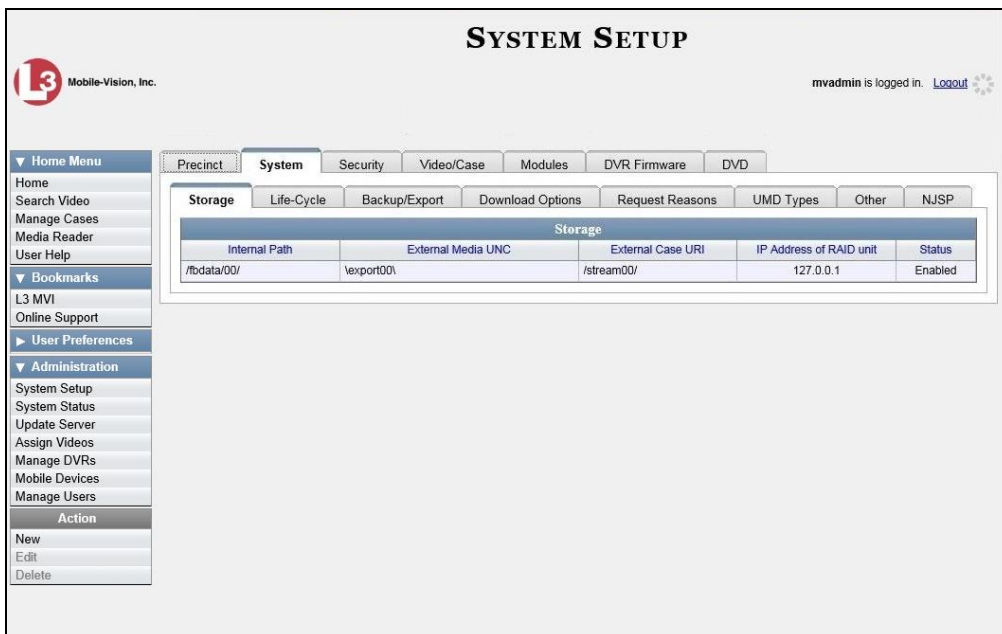 SYSTEM SETUP
L3 Mobile-Vision, Inc.
mvadmin is logged in. Logout
▼ Home Menu
Home
Search Video
Manage Cases
Media Reader
User Help
▼ Bookmarks
L3 MVI
Online Support
► User Preferences
▼ Administration
System Setup
System Status
Update Server
Assign Videos
Manage DVRs
Mobile Devices
Manage Users
Action
New
Edit
Delete
Precinct System Security Video/Case Modules DVR Firmware DVD
Storage Life-Cycle Backup/Export Download Options Request Reasons UMD Types Other NJSP
Storage
Internal Path External Media UNC External Case URI IP Address of RAID unit Status
/fbdata/00/ \export00\ /stream00/ 127.0.0.1 Enabled